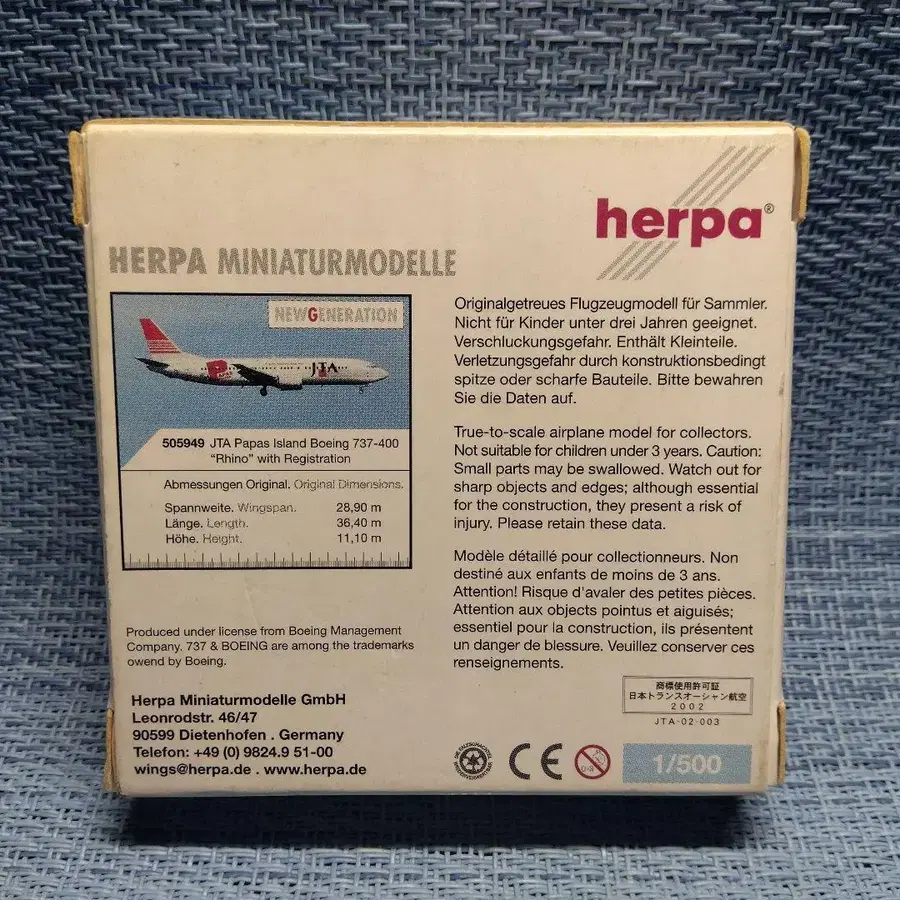 herpa®
HERPA MINIATURMODELLE
NEWGENERATION
JTA
505949 JTA Papas Island Boeing 737-400
“Rhino” with Registration
Abmessungen Original. Original Dimensions.
Spannweite. Wingspan. 28,90 m
Länge. Length. 36,40 m
Höhe. Height. 11,10 m
Originalgetreues Flugzeugmodell für Sammler.
Nicht für Kinder unter drei Jahren geeignet.
Verschluckungsgefahr. Enthält Kleinteile.
Verletzungsgefahr durch konstruktionsbedingt
spitze oder scharfe Bauteile. Bitte bewahren
Sie die Daten auf.
True-to-scale airplane model for collectors.
Not suitable for children under 3 years. Caution:
Small parts may be swallowed. Watch out for
sharp objects and edges; although essential
for the construction, they present a risk of
injury. Please retain these data.
Modèle détaillé pour collectionneurs. Non
destiné aux enfants de moins de 3 ans.
Attention! Risque d'avaler des petites pièces.
Attention aux objects pointus et aiguisés;
essentiel pour la construction, ils présentent
un danger de blessure. Veuillez conserver ces
renseignements.
Produced under license from Boeing Management
Company. 737 & BOEING are among the trademarks
owend by Boeing.
Herpa Miniaturmodelle GmbH
Leonrodstr. 46/47
90599 Dietenhofen . Germany
Telefon: +49 (0) 9824.9 51-00
wings@herpa.de . www.herpa.de
商標使用許可証
日本トランスオーシャン航空
2002
JTA-02-003
CE
0-3
1/500